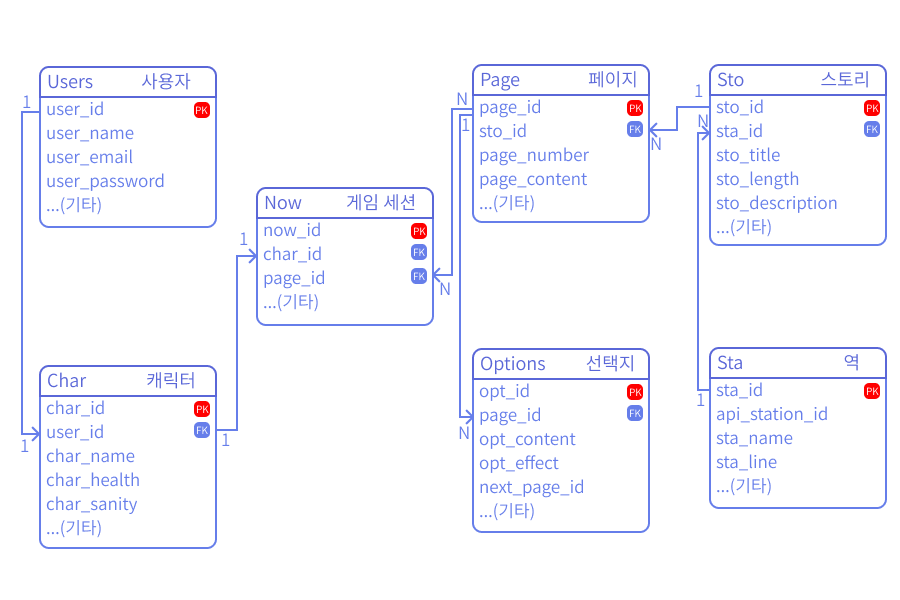 Users 사용자
1
user_id PK
user_name
user_email
user_password
...(기타)
1
Char 캐릭터
char_id PK
user_id FK
char_name
char_health
char_sanity
...(기타)
1
1
Now 게임 세션
now_id PK
char_id FK
page_id FK
...(기타)
N
N
1
Page 페이지
page_id PK
sto_id FK
page_number
page_content
...(기타)
N
N
Options 선택지
opt_id PK
page_id FK
opt_content
opt_effect
next_page_id
...(기타)
1
N
Sto 스토리
sto_id PK
sta_id FK
sto_title
sto_length
sto_description
...(기타)
1
Sta 역
sta_id PK
api_station_id
sta_name
sta_line
...(기타)